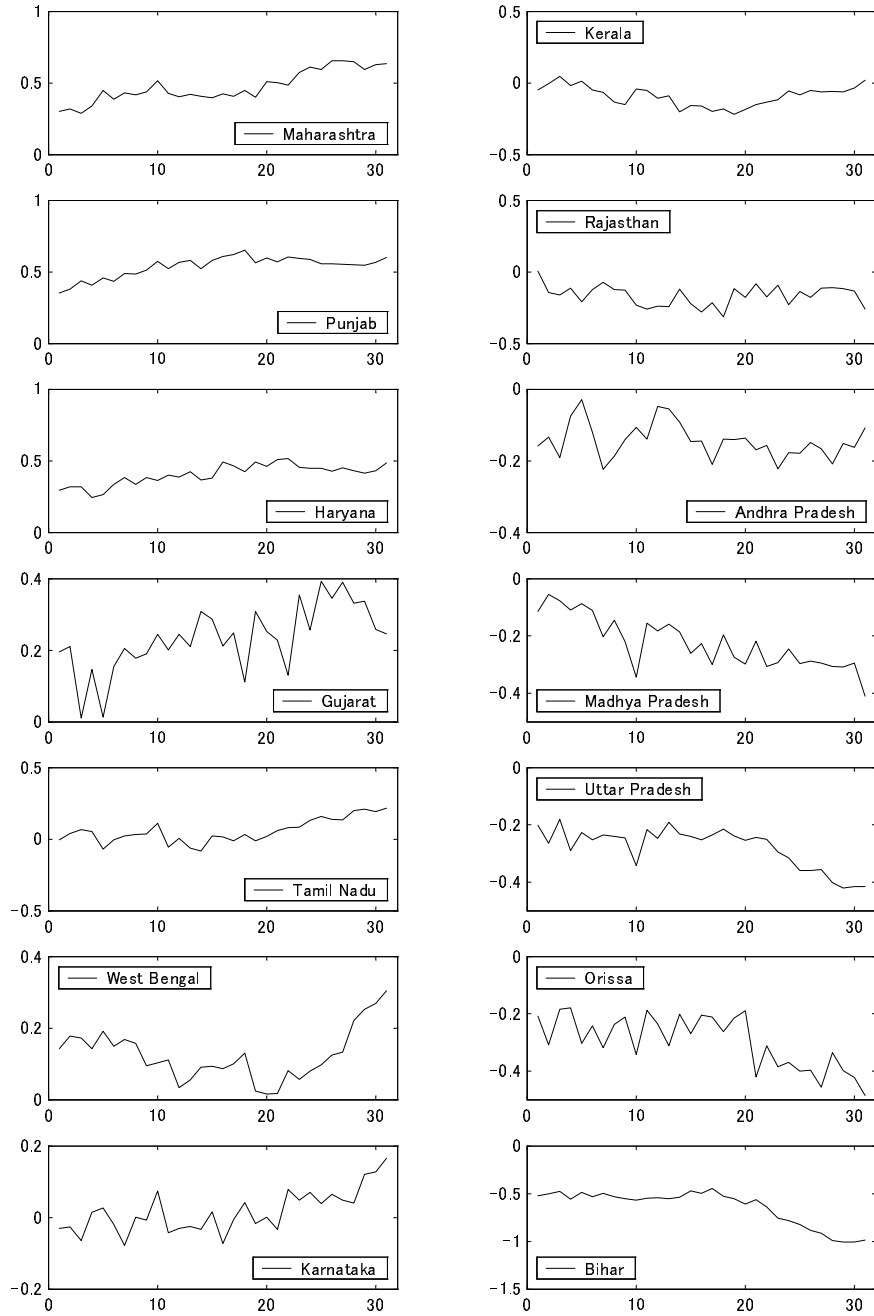 1
0.5
0
Maharashtra
0 10 20 30
0.5
0
−0.5
Kerala
0 10 20 30
1
0.5
0
Punjab
0 10 20 30
0.5
0
−0.5
Rajasthan
0 10 20 30
1
0.5
0
Haryana
0 10 20 30
0
−0.2
−0.4
Andhra Pradesh
0 10 20 30
0.4
0.2
0
Gujarat
0 10 20 30
0
−0.2
−0.4
Madhya Pradesh
0 10 20 30
0.5
0
−0.5
Tamil Nadu
0 10 20 30
0
−0.2
−0.4
Uttar Pradesh
0 10 20 30
0.4
0.2
0
West Bengal
0 10 20 30
0
−0.2
−0.4
Orissa
0 10 20 30
0.2
0
−0.2
Karnataka
0 10 20 30
0
−0.5
−1
−1.5
Bihar
0 10 20 30